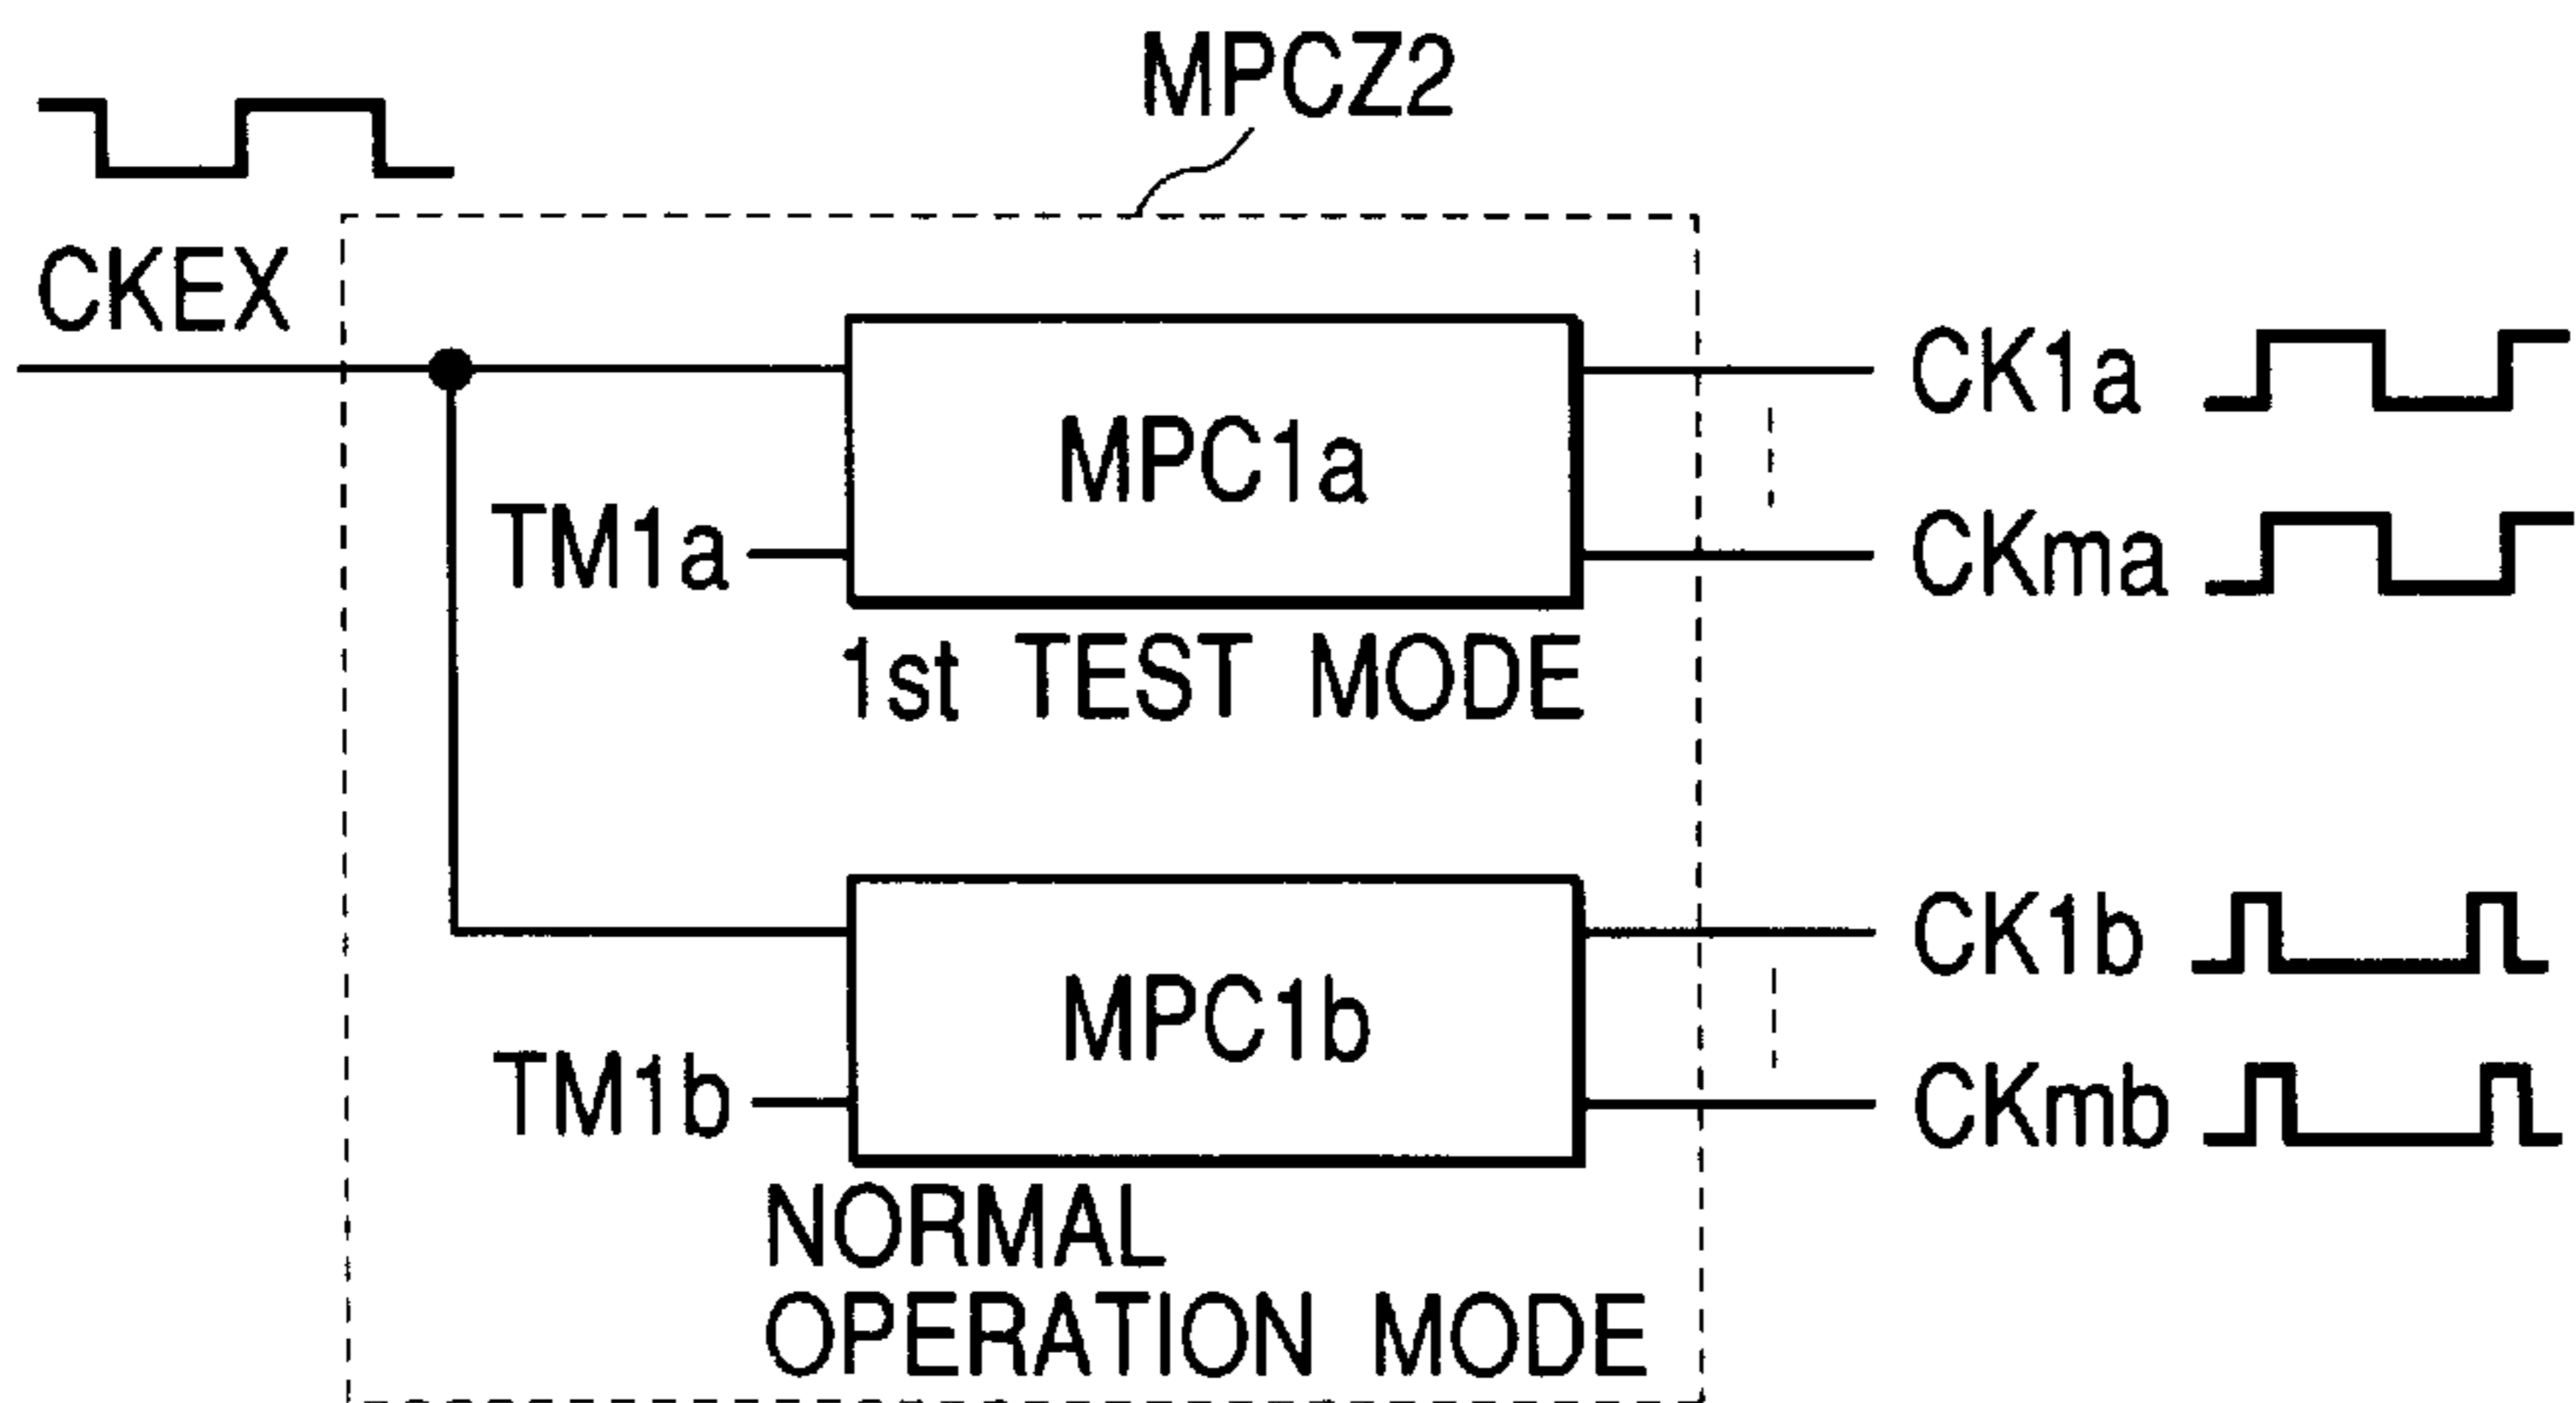 MPCZ2
CKEX
MPC1a
TM1a
1st TEST MODE
CK1a
CKma
MPC1b
TM1b
NORMAL
OPERATION MODE
CK1b
CKmb